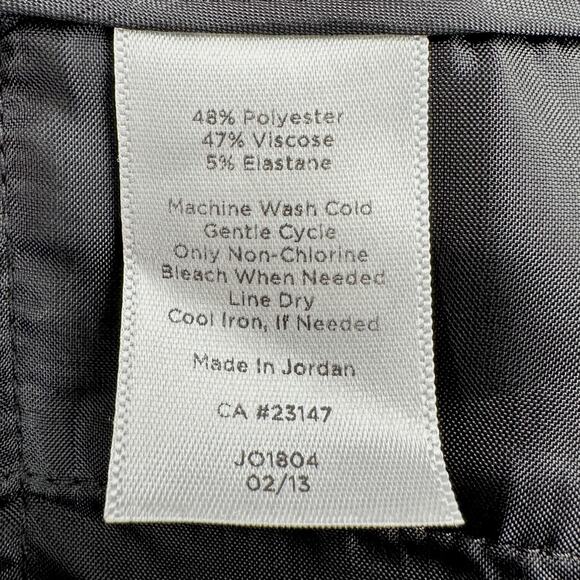 48% Polyester
47% Viscose
5% Elastane
Machine Wash Cold
Gentle Cycle
Only Non-Chlorine
Bleach When Needed
Line Dry
Cool Iron, If Needed
Made In Jordan
CA #23147
JO1804
02/13